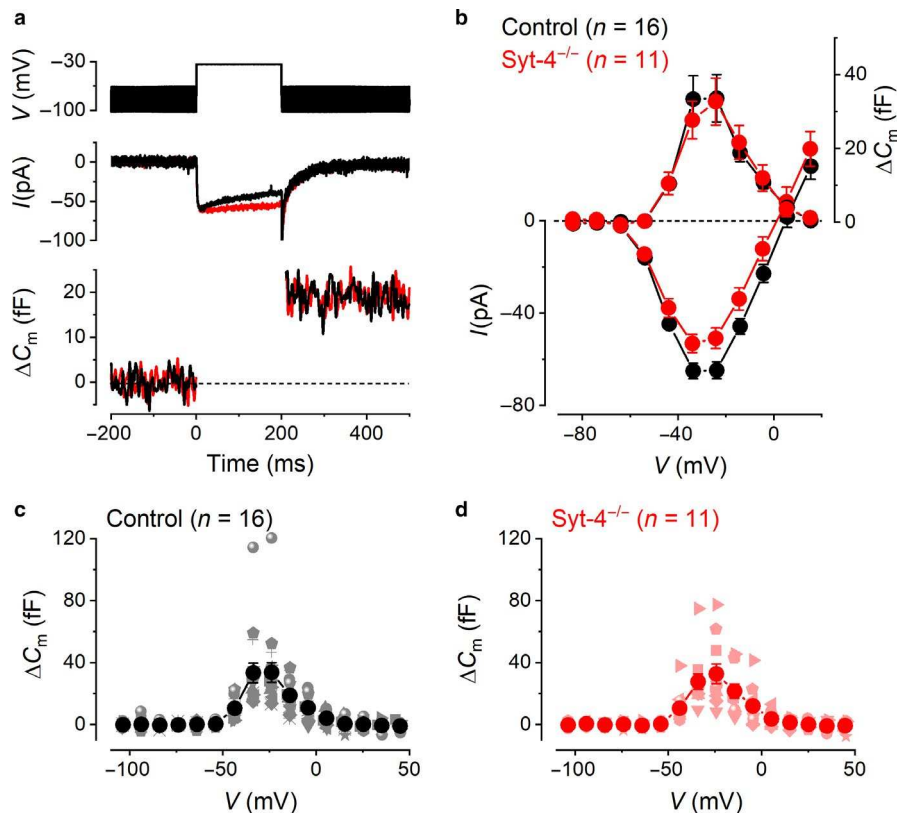 a
V (mV)
−30
−100
I(pA)
0
−50
−100
ΔCm (fF)
20
10
0
−200
0
200
400
Time (ms)
b
Control (n = 16)
Syt-4−/− (n = 11)
40
20
0
ΔCm (fF)
0
−40
−80
I(pA)
−80
−40
0
V (mV)
c
Control (n = 16)
120
80
40
0
ΔCm (fF)
−100
−50
0
50
V (mV)
d
Syt-4−/− (n = 11)
120
80
40
0
ΔCm (fF)
−100
−50
0
50
V (mV)